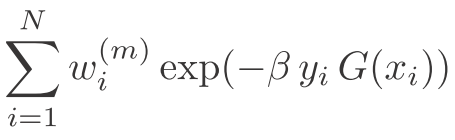 \sum_{i=1}^{N} w_i^{(m)} \exp(-\beta \, y_i \, G(x_i))